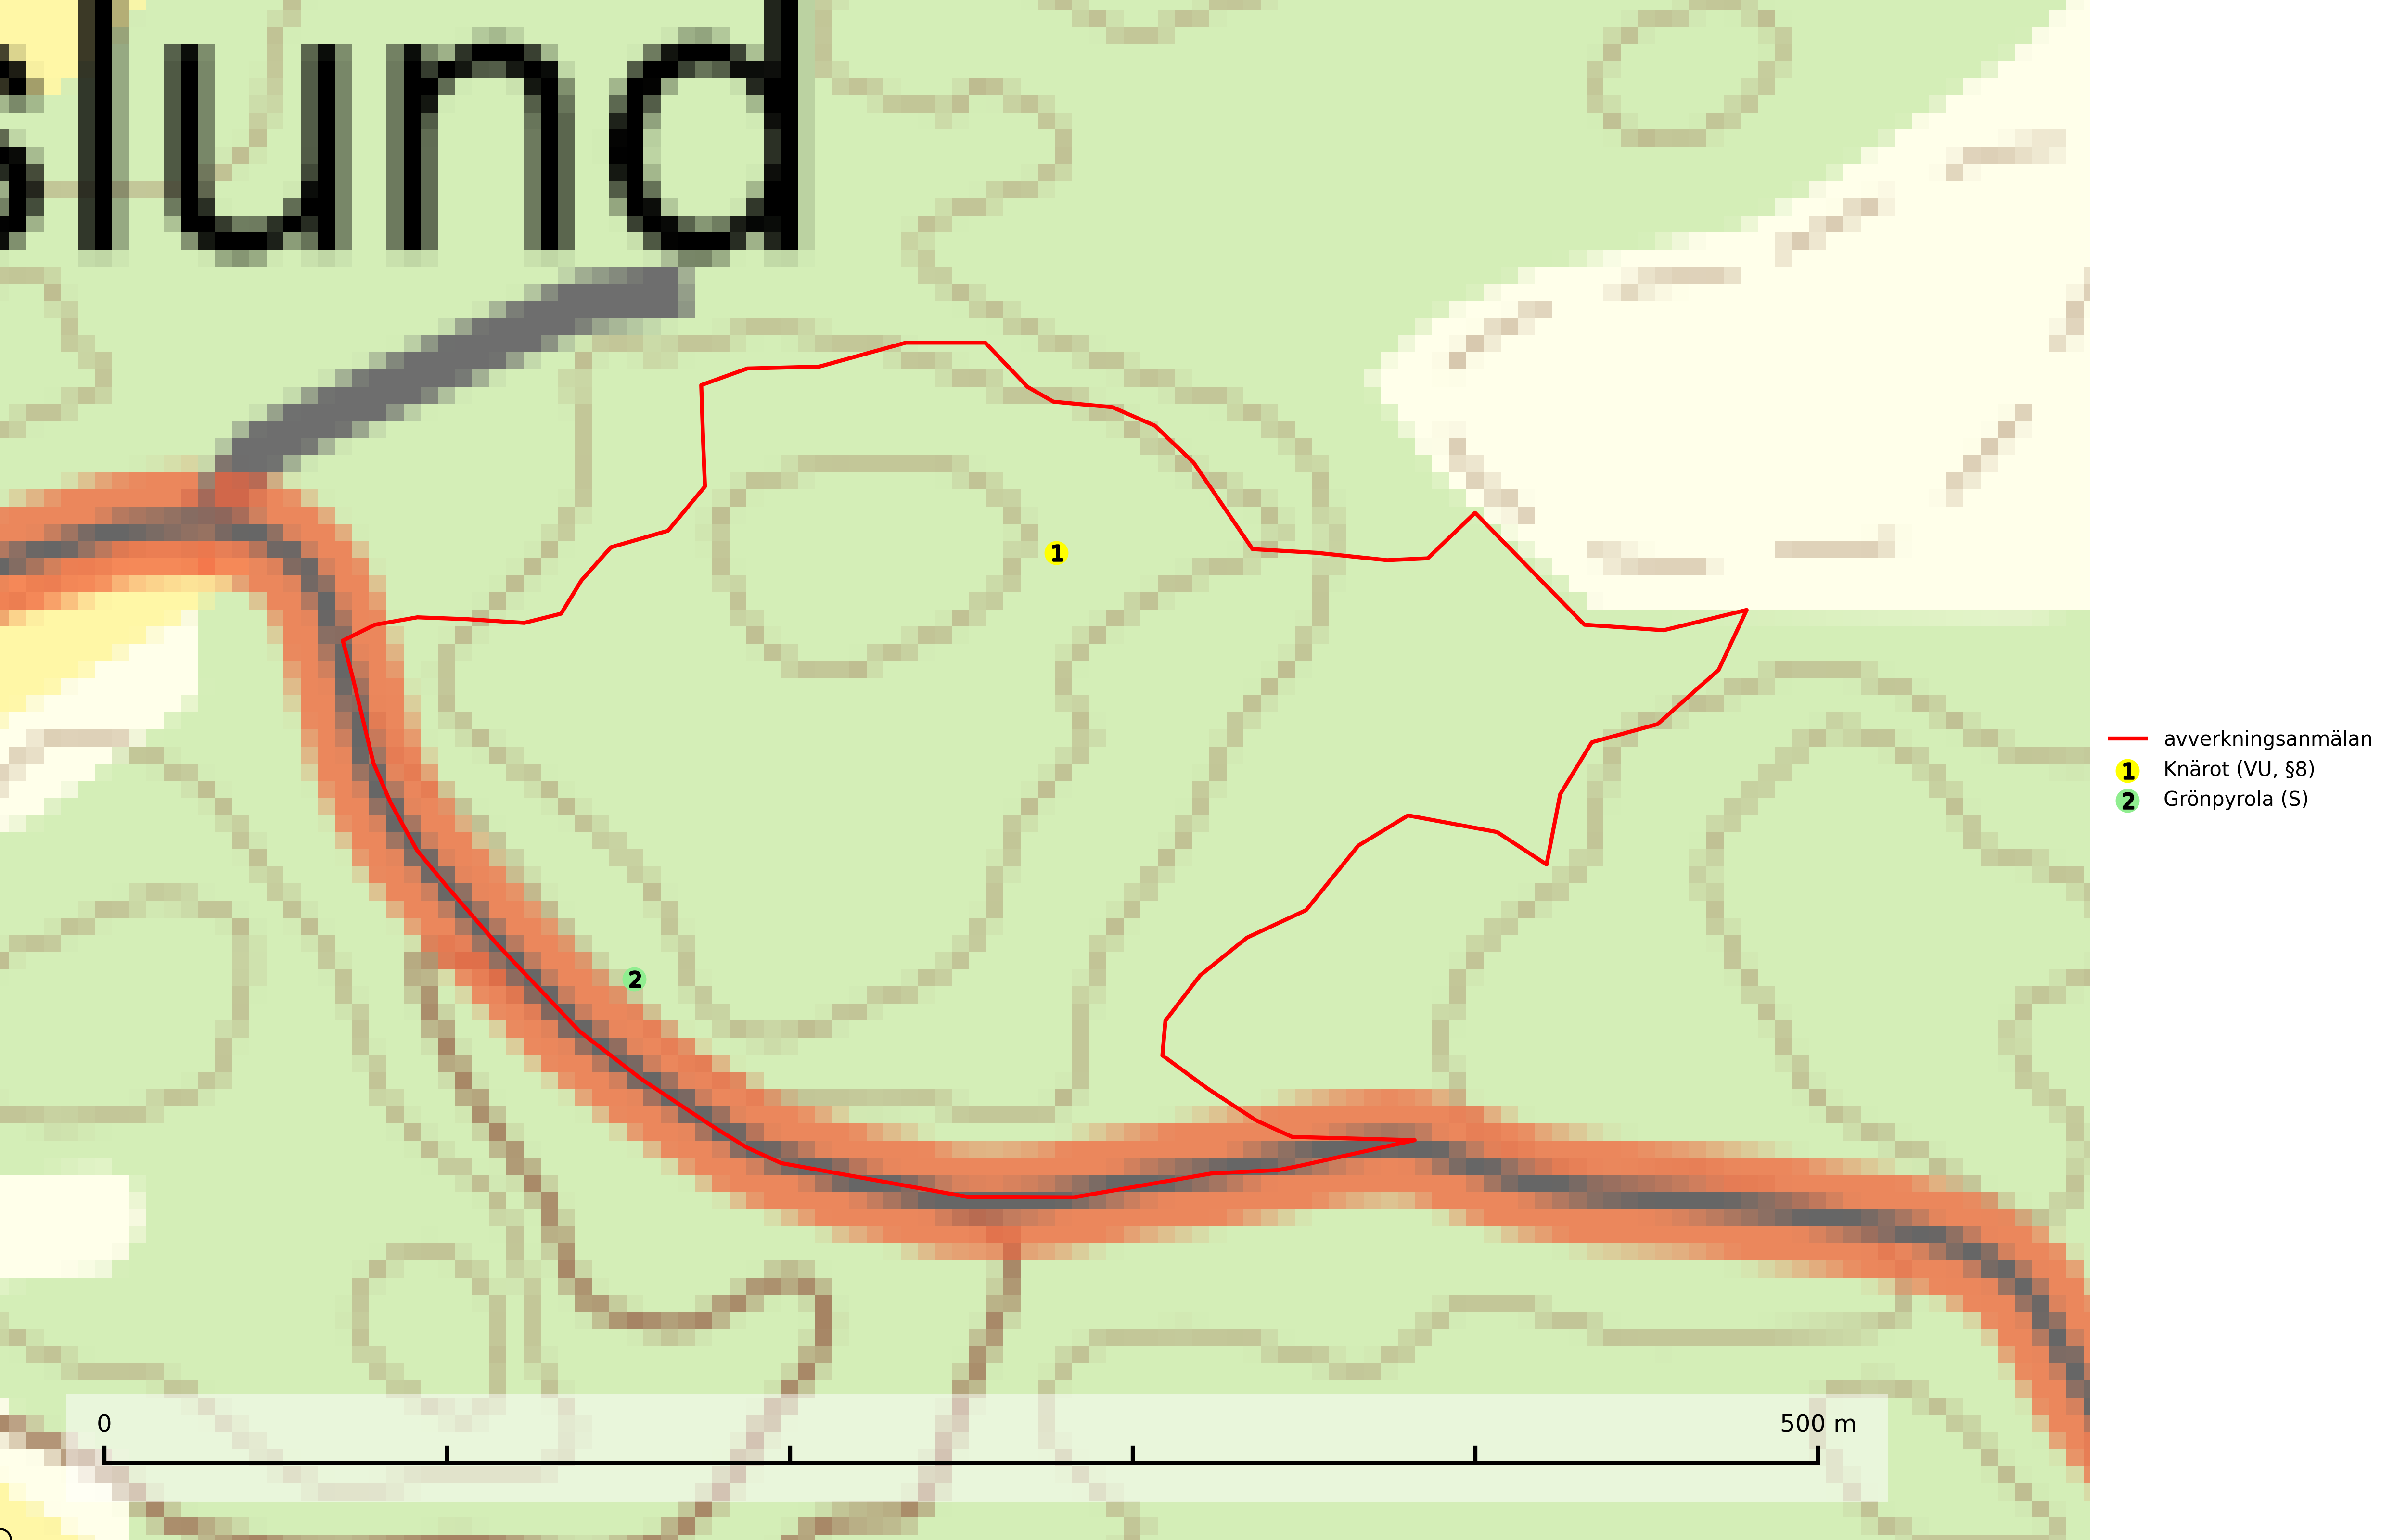 slund
1
2
avverkningsanmälan
1 Knärot (VU, §8)
2 Grönpyrola (S)
0 500 m